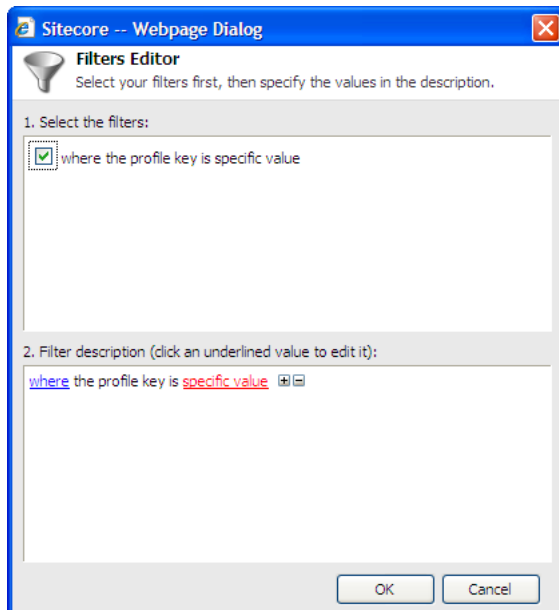 Sitecore -- Webpage Dialog
Filters Editor
Select your filters first, then specify the values in the description.
1. Select the filters:
where the profile key is specific value
2. Filter description (click an underlined value to edit it):
where the profile key is specific value
OK Cancel